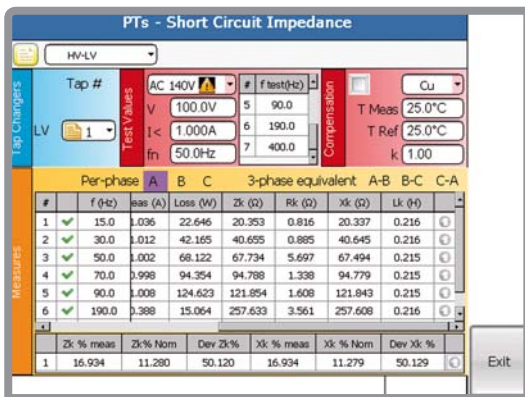 PTs - Short Circuit Impedance
HV-LV
Tap Changers
Tap #
LV 1
Test Values
AC 140V
V 100.0V
I< 1.000A
fn 50.0Hz
# f test(Hz)
5 90.0
6 190.0
7 400.0
Compensation
Cu
T Meas 25.0°C
T Ref 25.0°C
k 1.00
Measures
Per-phase A B C 3-phase equivalent A-B B-C C-A
# f (Hz) eas (A) Loss (W) Zk (Ω) Rk (Ω) Xk (Ω) Lk (H)
1 15.0 1.036 22.646 20.353 0.816 20.337 0.216
2 30.0 1.012 42.165 40.655 0.885 40.645 0.216
3 50.0 1.002 68.122 67.734 5.697 67.494 0.215
4 70.0 0.998 94.354 94.788 1.338 94.779 0.215
5 90.0 1.008 124.623 121.854 1.608 121.843 0.215
6 190.0 0.388 15.064 257.633 3.561 257.608 0.216
Zk % meas Zk% Nom Dev Zk% Xk % meas Xk % Nom Dev Xk %
1 16.934 11.280 50.120 16.934 11.279 50.129
Exit